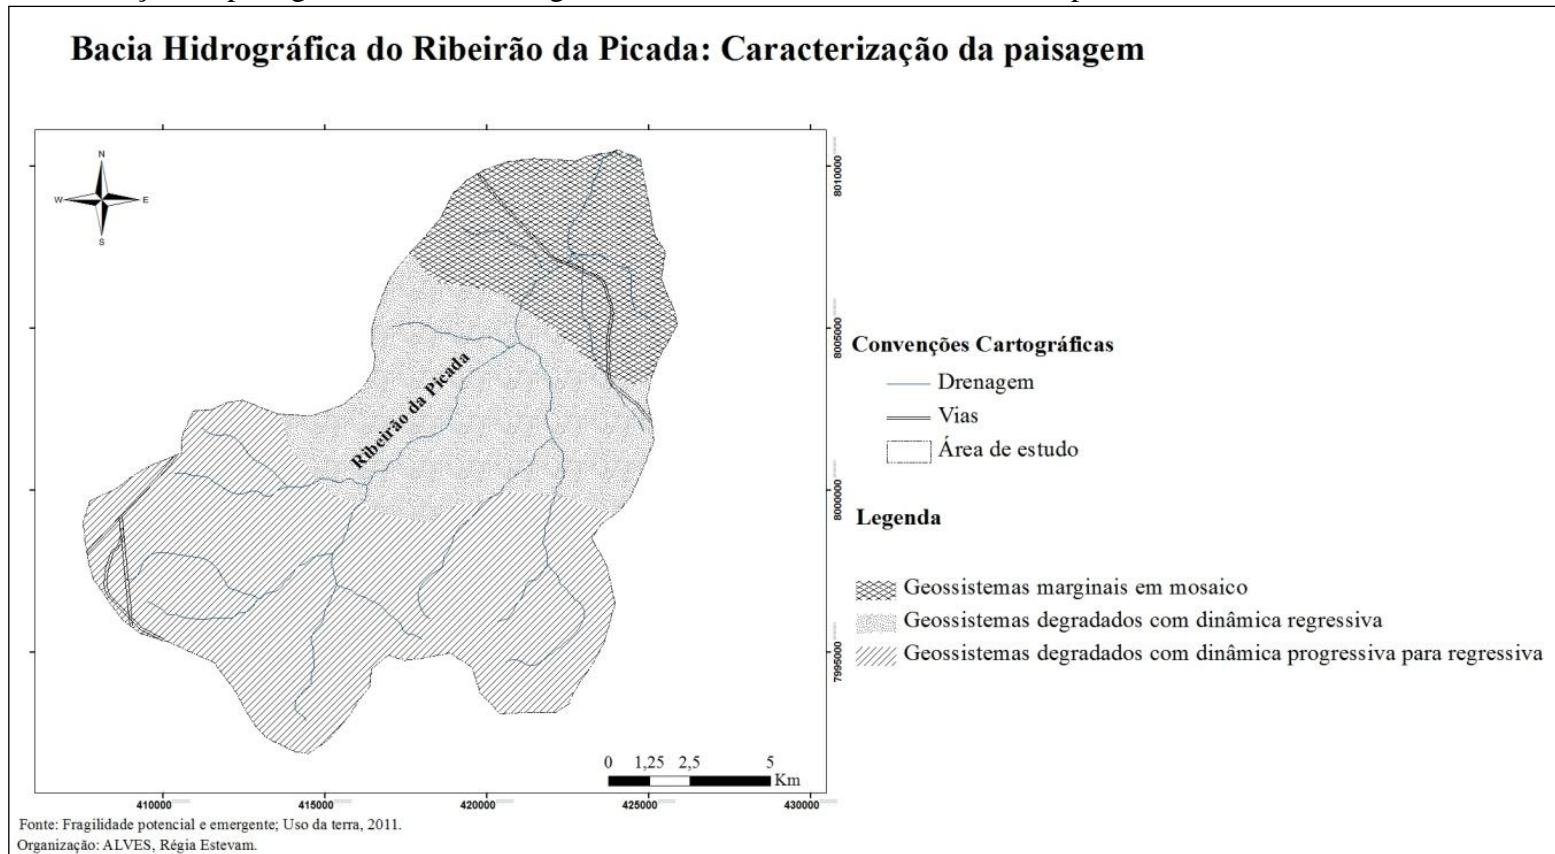 Bacia Hidrográfica do Ribeirão da Picada: Caracterização da paisagem
N
W E
S
8010000
8005000
8000000
7995000
Ribeirão da Picada
Convenções Cartográficas
Drenagem
Vias
Área de estudo
Legenda
Geossistemas marginais em mosaico
Geossistemas degradados com dinâmica regressiva
Geossistemas degradados com dinâmica progressiva para regressiva
0 1,25 2,5 5
Km
410000 415000 420000 425000 430000
Fonte: Fragilidade potencial e emergente; Uso da terra, 2011.
Organização: ALVES, Régia Estevam.